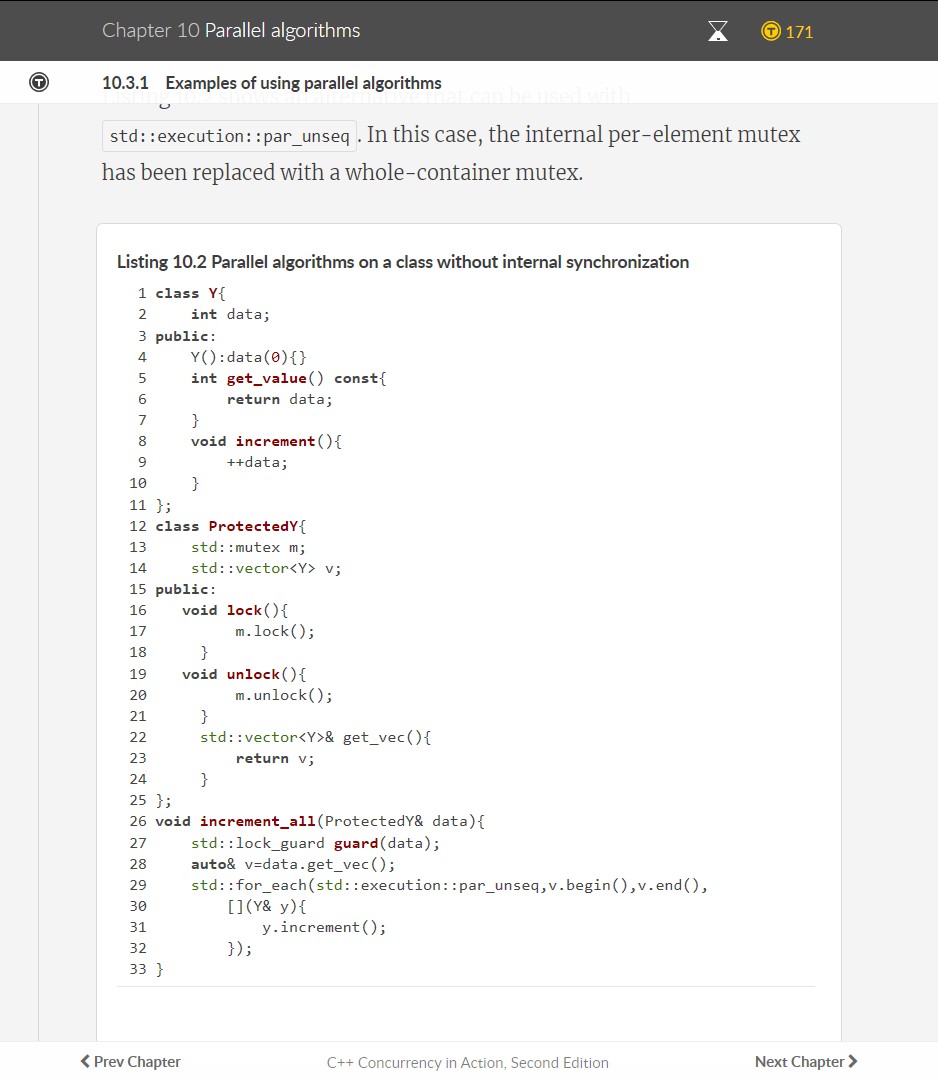 Chapter 10 Parallel algorithms
171
10.3.1 Examples of using parallel algorithms
Listing 10.2 shows an alternative that can be used with
std::execution::par_unseq . In this case, the internal per-element mutex
has been replaced with a whole-container mutex.
Listing 10.2 Parallel algorithms on a class without internal synchronization
1 class Y{
2     int data;
3 public:
4     Y():data(0){}
5     int get_value() const{
6         return data;
7     }
8     void increment(){
9         ++data;
10     }
11 };
12 class ProtectedY{
13     std::mutex m;
14     std::vector<Y> v;
15 public:
16    void lock(){
17          m.lock();
18      }
19    void unlock(){
20          m.unlock();
21      }
22      std::vector<Y>& get_vec(){
23          return v;
24      }
25 };
26 void increment_all(ProtectedY& data){
27     std::lock_guard guard(data);
28     auto& v=data.get_vec();
29     std::for_each(std::execution::par_unseq,v.begin(),v.end(),
30         [](Y& y){
31             y.increment();
32         });
33 }
Prev Chapter
C++ Concurrency in Action, Second Edition
Next Chapter